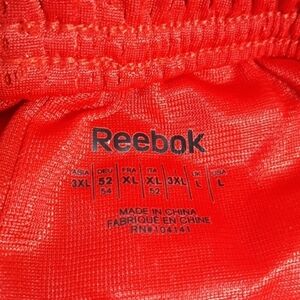 Reebok
ASIA DEU FRA ITA UK USA
3XL 52 XL XL 3XL L L
54 52
MADE IN CHINA
FABRIQUÉ EN CHINE
RN#104141